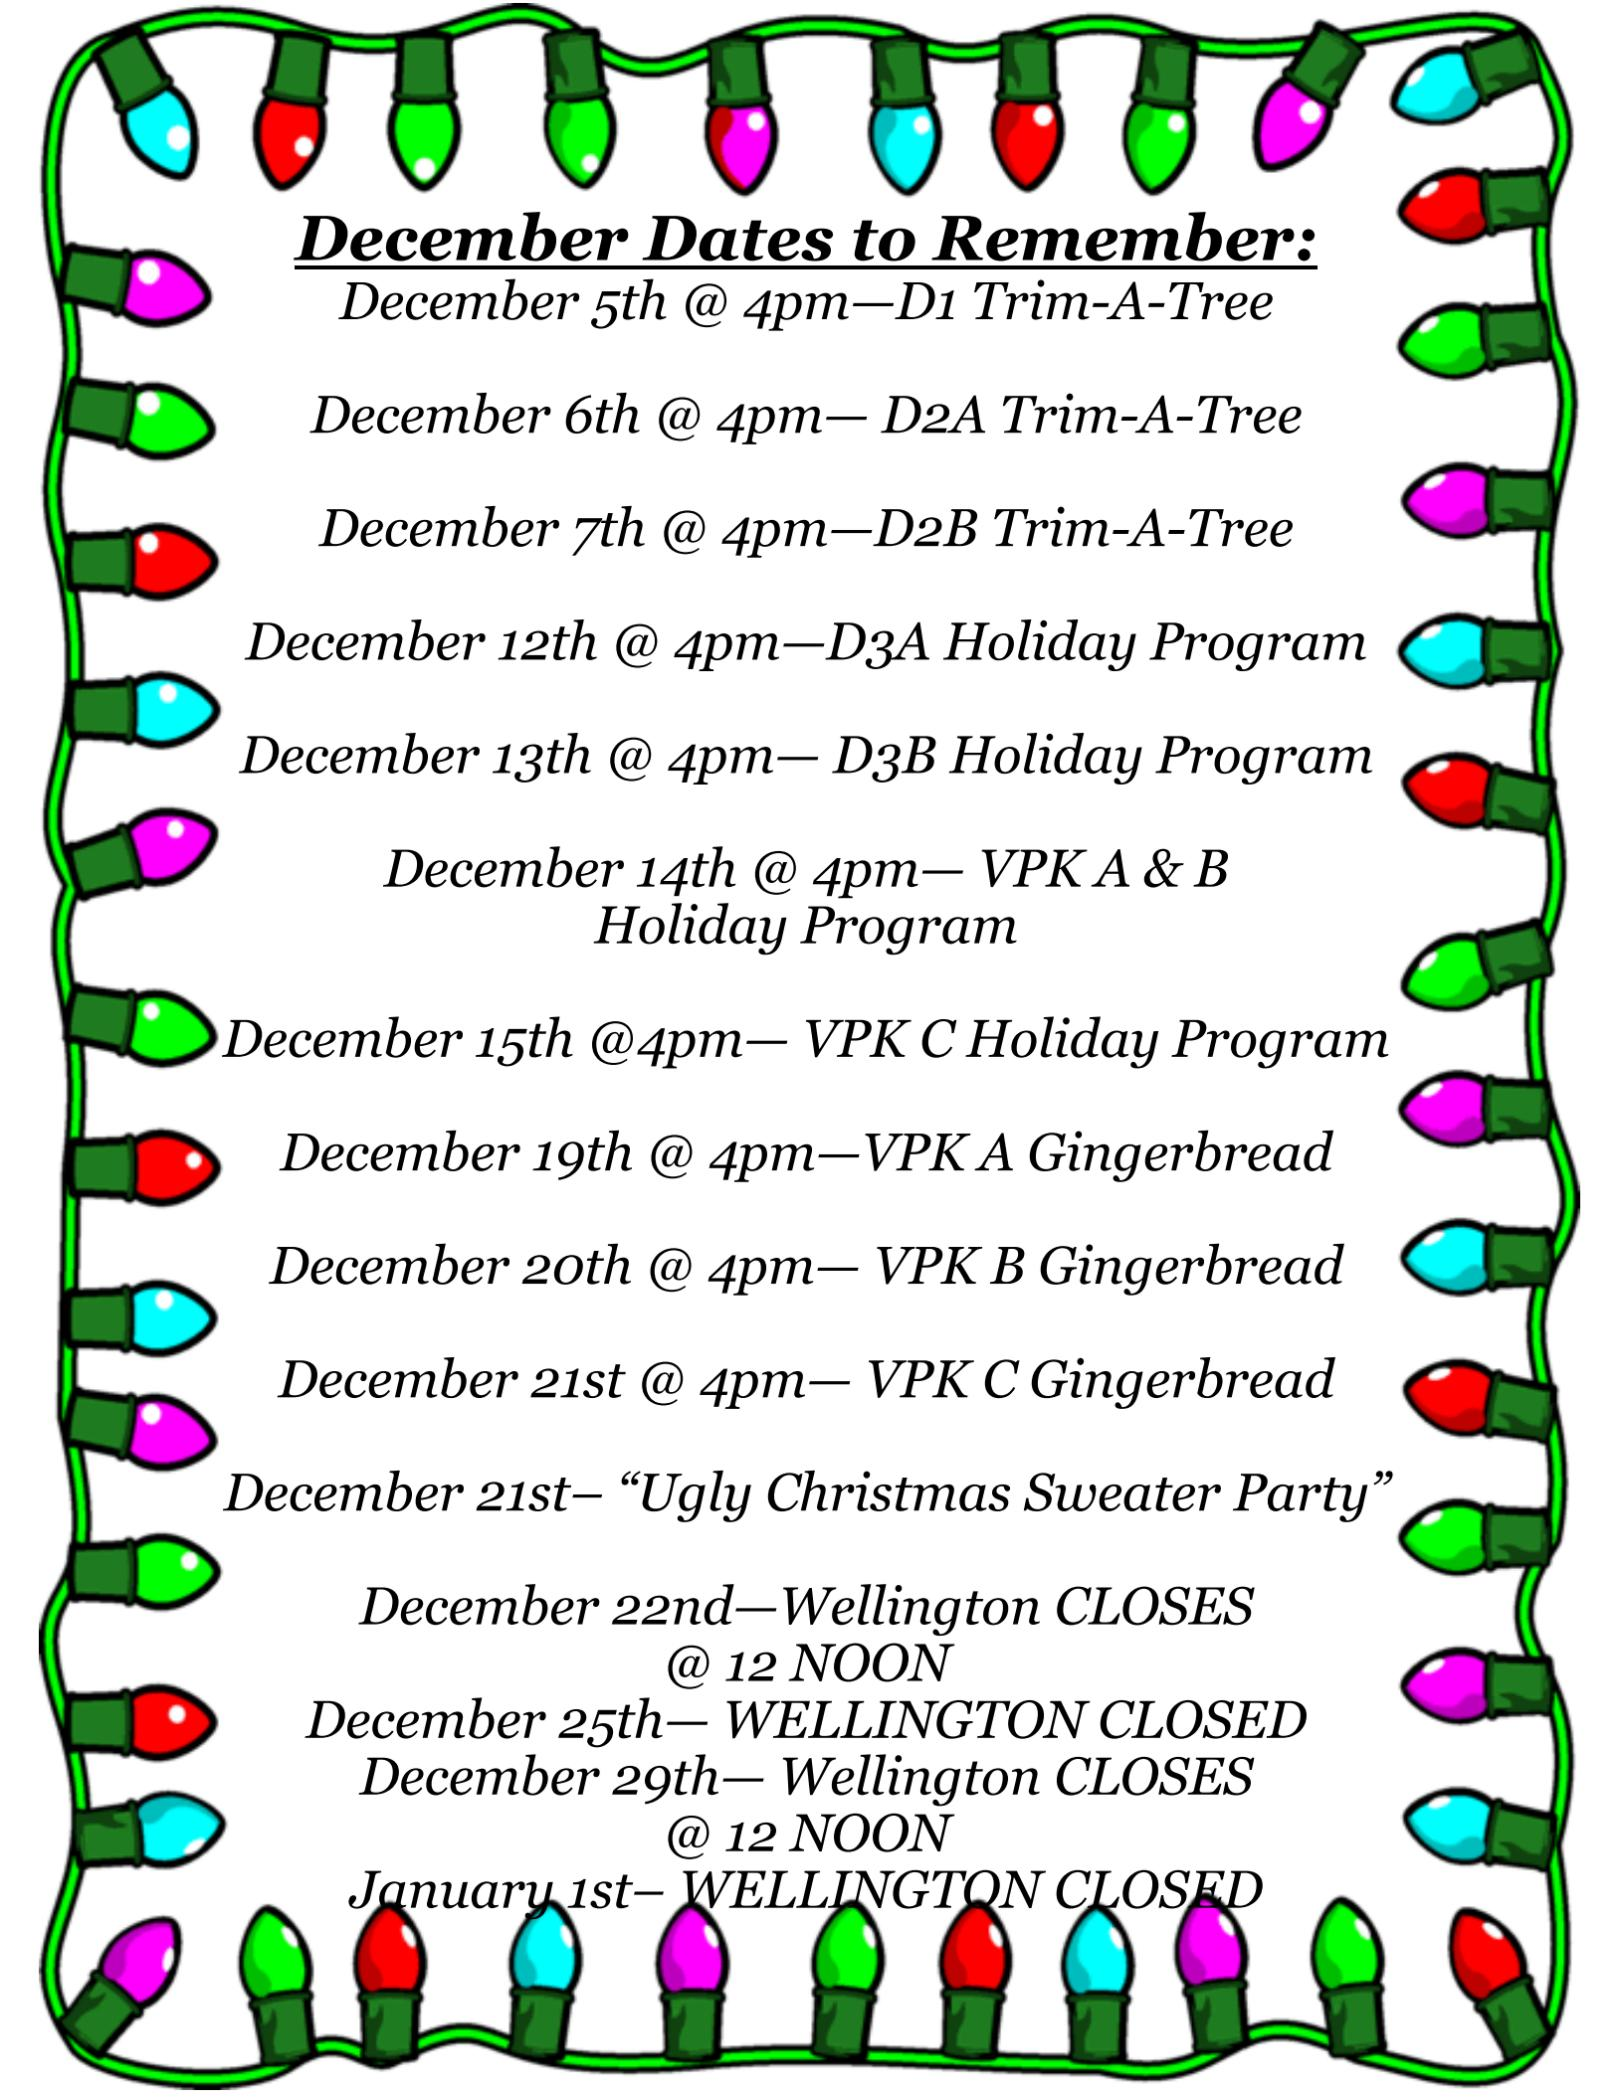 December Dates to Remember:
December 5th @ 4pm—D1 Trim-A-Tree
December 6th @ 4pm— D2A Trim-A-Tree
December 7th @ 4pm—D2B Trim-A-Tree
December 12th @ 4pm—D3A Holiday Program
December 13th @ 4pm— D3B Holiday Program
December 14th @ 4pm— VPK A & B
Holiday Program
December 15th @4pm— VPK C Holiday Program
December 19th @ 4pm—VPK A Gingerbread
December 20th @ 4pm— VPK B Gingerbread
December 21st @ 4pm— VPK C Gingerbread
December 21st– “Ugly Christmas Sweater Party”
December 22nd—Wellington CLOSES
@ 12 NOON
December 25th— WELLINGTON CLOSED
December 29th— Wellington CLOSES
@ 12 NOON
January 1st– WELLINGTON CLOSED